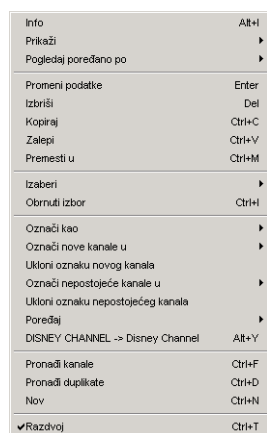 Info Alt+I
Prikaži
Pogledaj poređano po
Promeni podatke Enter
Izbriši Del
Kopiraj Ctrl+C
Zalepi Ctrl+V
Premesti u Ctrl+M
Izaberi
Obrnuti izbor Ctrl+I
Označi kao
Označi nove kanale u
Ukloni oznaku novog kanala
Označi nepostojeće kanale u
Ukloni oznaku nepostojećeg kanala
Poređaj
DISNEY CHANNEL -> Disney Channel Alt+Y
Pronađi kanale Ctrl+F
Pronađi duplikate Ctrl+D
Nov Ctrl+N
Razdvoj Ctrl+T